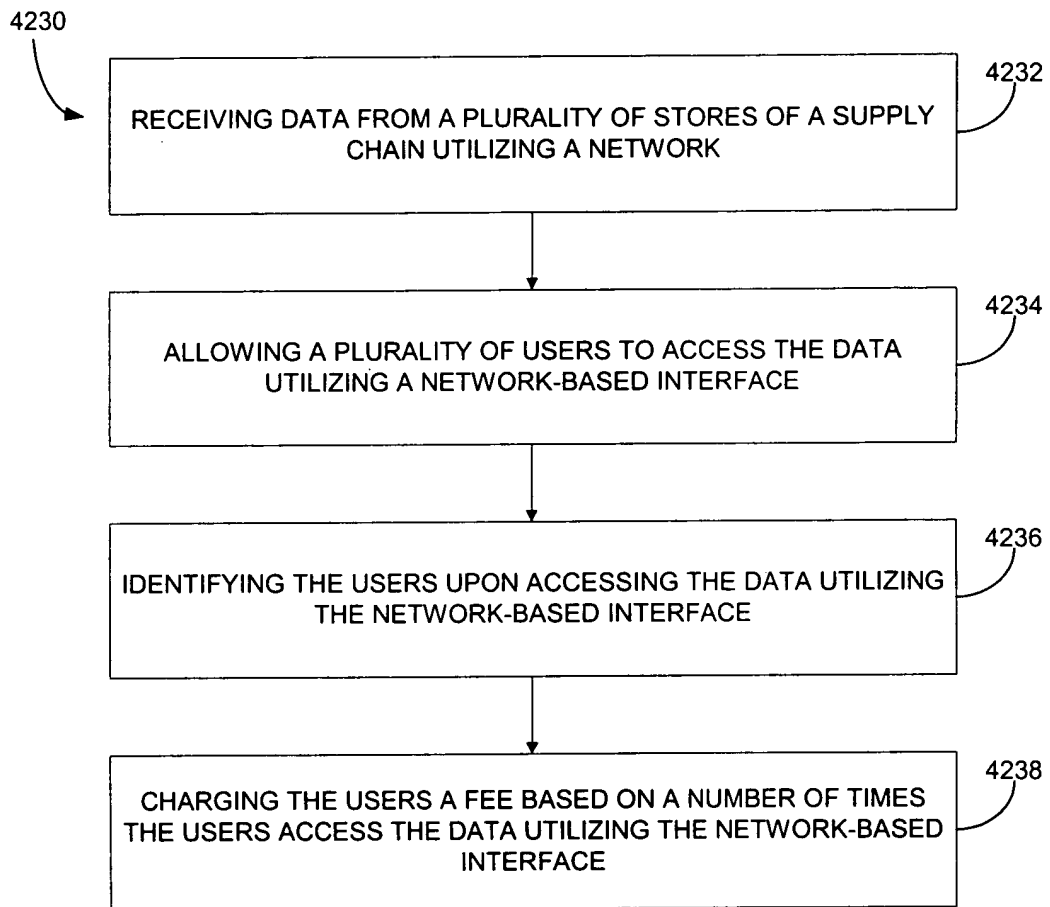 4230
4232
RECEIVING DATA FROM A PLURALITY OF STORES OF A SUPPLY
CHAIN UTILIZING A NETWORK
4234
ALLOWING A PLURALITY OF USERS TO ACCESS THE DATA
UTILIZING A NETWORK-BASED INTERFACE
4236
IDENTIFYING THE USERS UPON ACCESSING THE DATA UTILIZING
THE NETWORK-BASED INTERFACE
4238
CHARGING THE USERS A FEE BASED ON A NUMBER OF TIMES
THE USERS ACCESS THE DATA UTILIZING THE NETWORK-BASED
INTERFACE